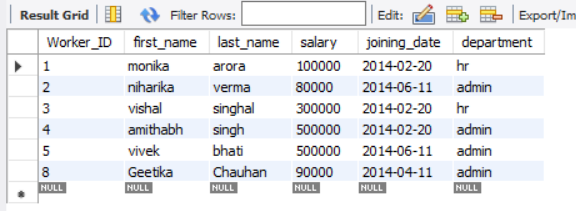 Result Grid Filter Rows: Edit: Export/Im
Worker_ID first_name last_name salary joining_date department
1 monika arora 100000 2014-02-20 hr
2 niharika verma 80000 2014-06-11 admin
3 vishal singhal 300000 2014-02-20 hr
4 amithabh singh 500000 2014-02-20 admin
5 vivek bhati 500000 2014-06-11 admin
8 Geetika Chauhan 90000 2014-04-11 admin
NULL NULL NULL NULL NULL NULL